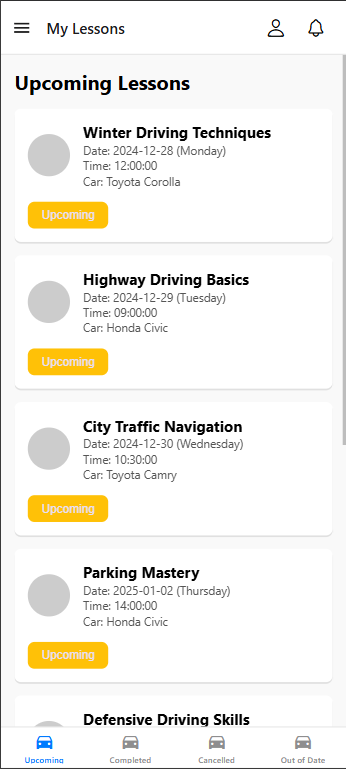 My Lessons
Upcoming Lessons
Winter Driving Techniques
Date: 2024-12-28 (Monday)
Time: 12:00:00
Car: Toyota Corolla
Upcoming
Highway Driving Basics
Date: 2024-12-29 (Tuesday)
Time: 09:00:00
Car: Honda Civic
Upcoming
City Traffic Navigation
Date: 2024-12-30 (Wednesday)
Time: 10:30:00
Car: Toyota Camry
Upcoming
Parking Mastery
Date: 2025-01-02 (Thursday)
Time: 14:00:00
Car: Honda Civic
Upcoming
Defensive Driving Skills
Upcoming Completed Cancelled Out of Date